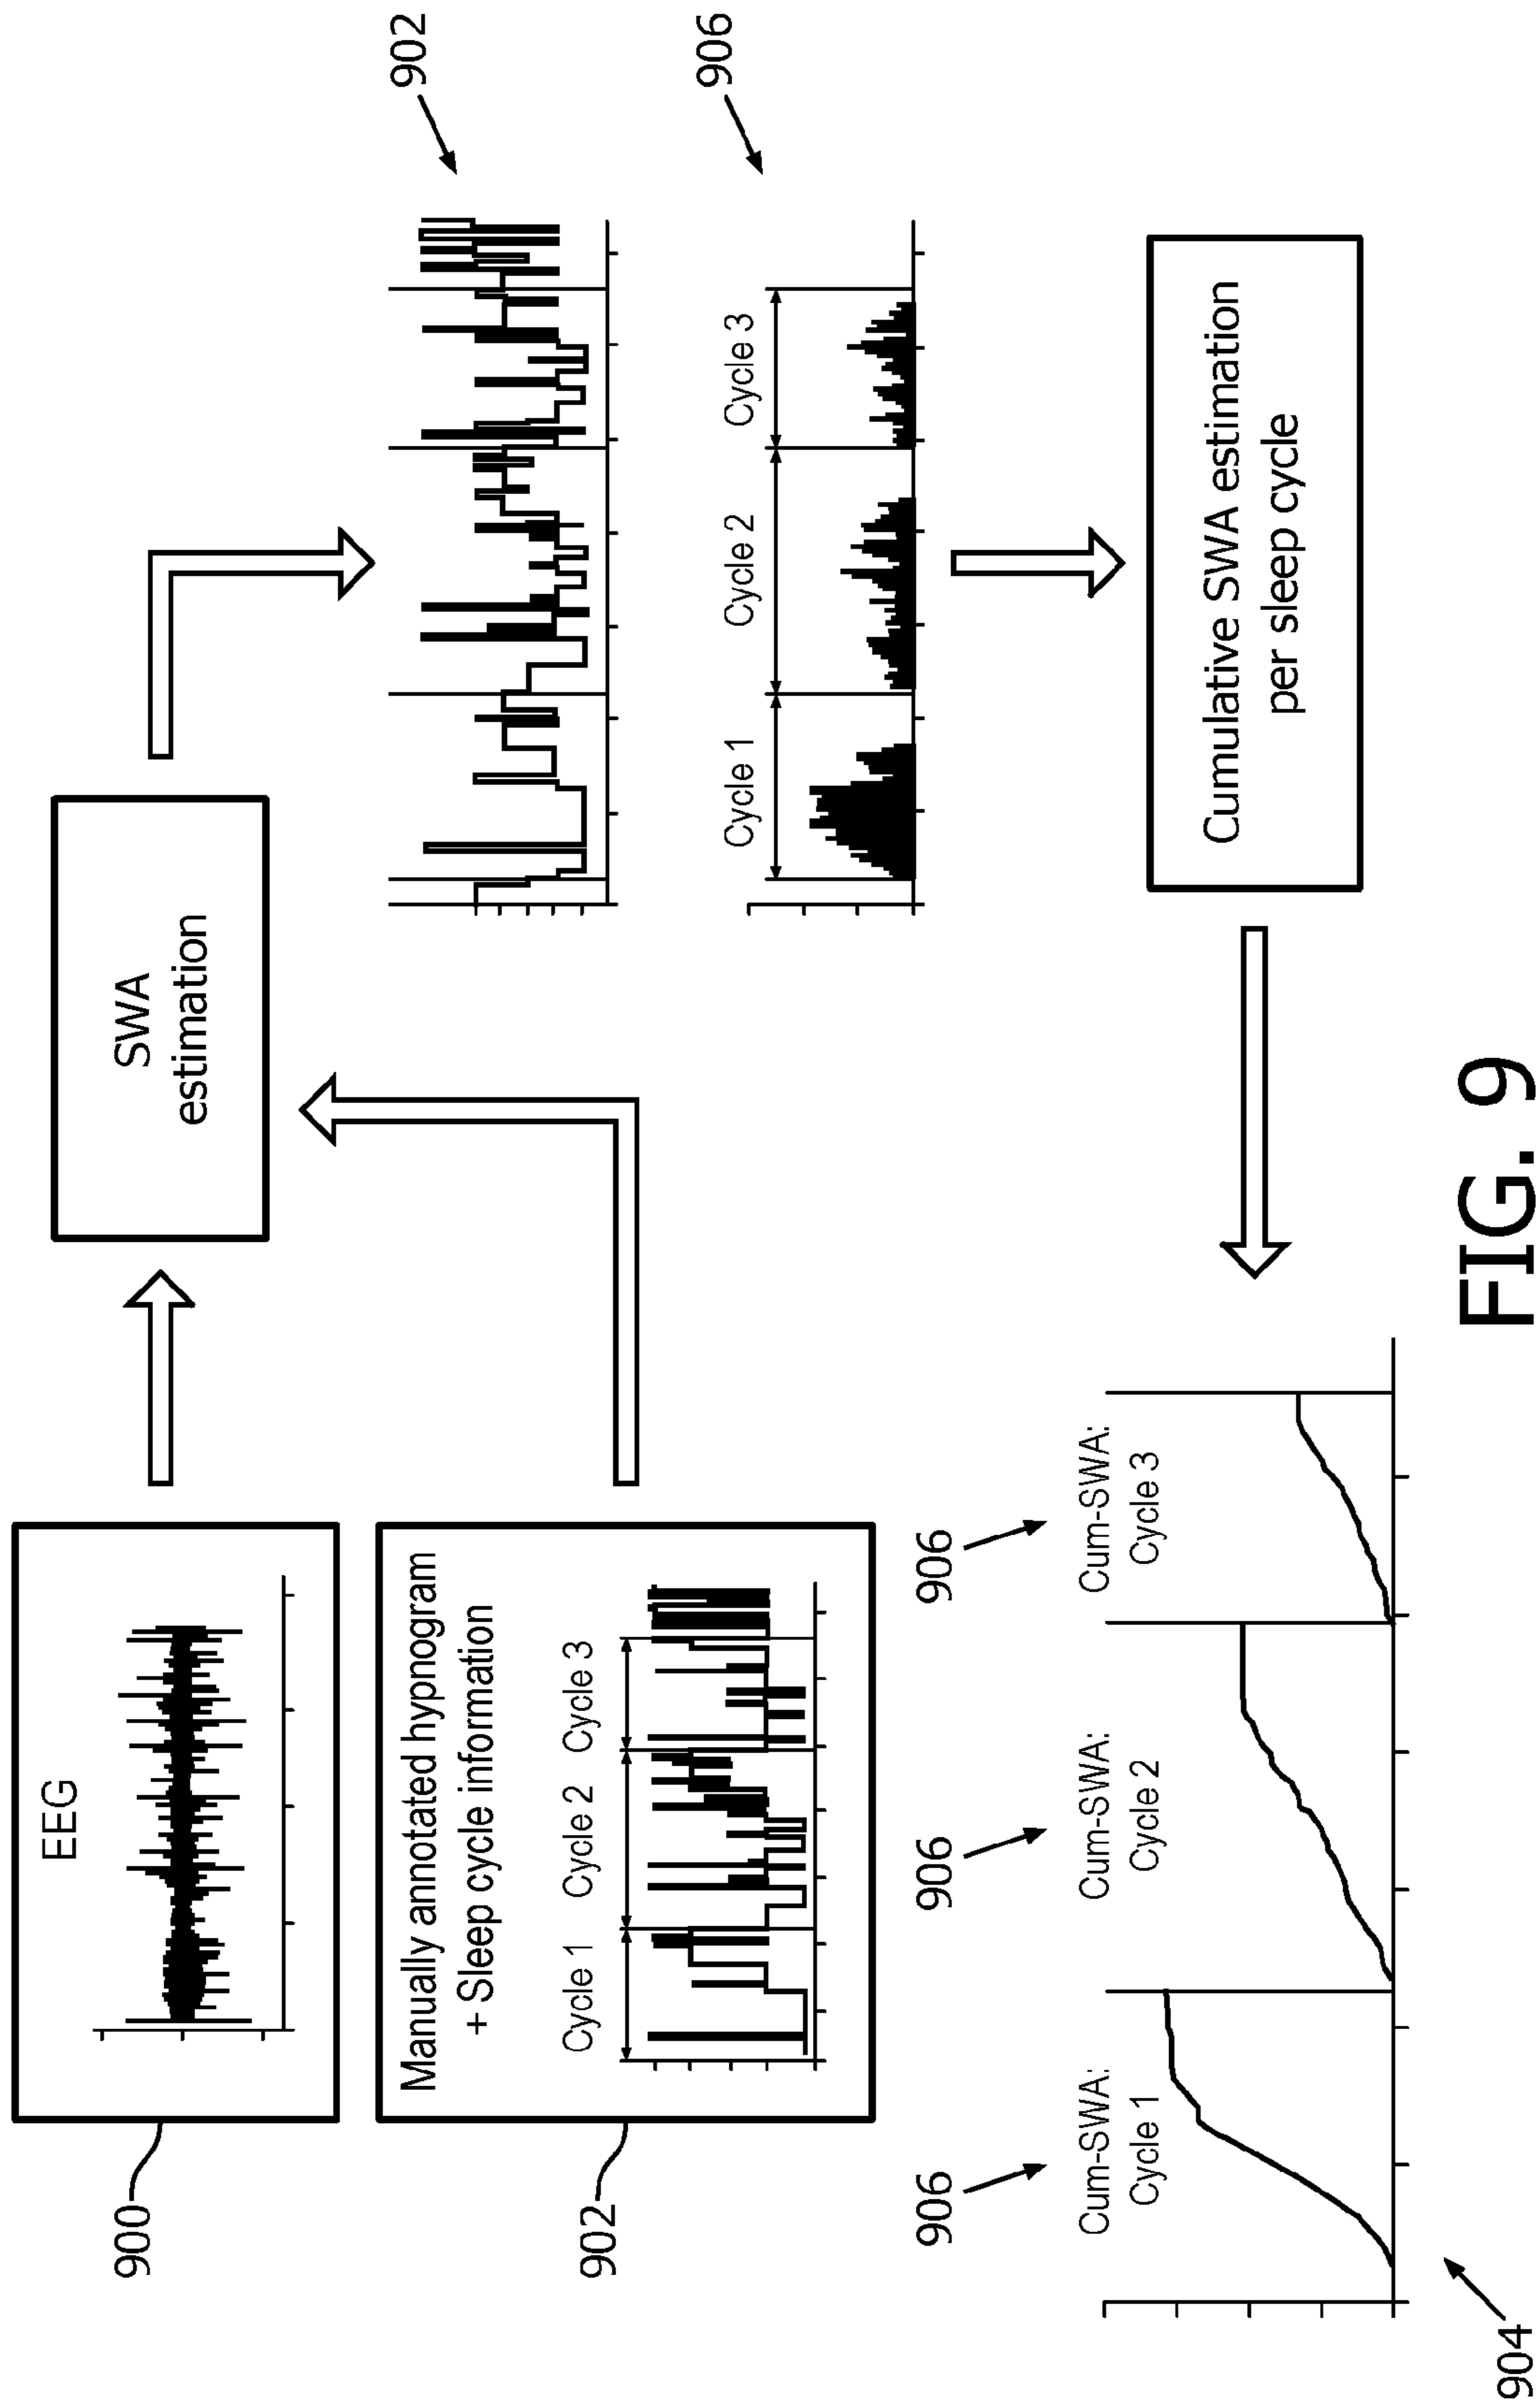 900
EEG
SWA
estimation
902
902
Manually annotated hypnogram
+ Sleep cycle information
Cycle 1
Cycle 2
Cycle 3
906
Cycle 1
Cycle 2
Cycle 3
Cumulative SWA estimation
per sleep cycle
906
906
906
Cum-SWA:
Cycle 1
Cum-SWA:
Cycle 2
Cum-SWA:
Cycle 3
904
FIG. 9